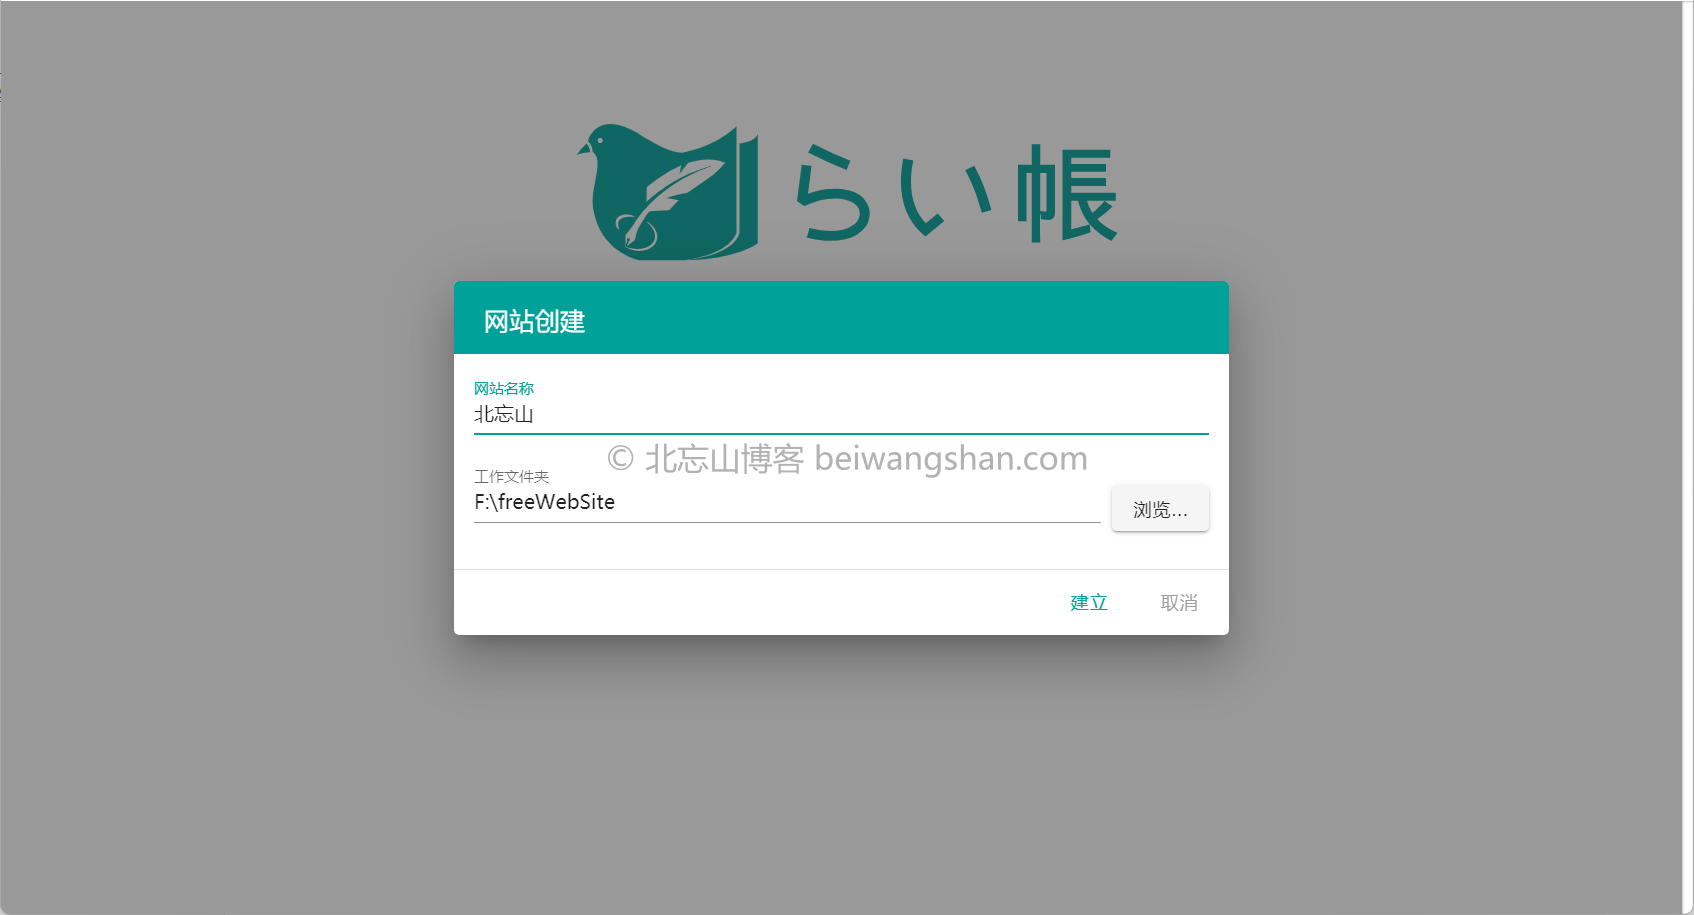 らい帳
网站创建
网站名称
北忘山
© 北忘山博客 beiwangshan.com
工作文件夹
F:\freeWebSite
浏览...
建立
取消